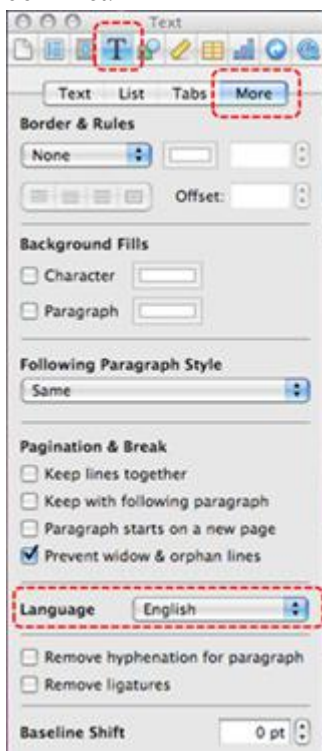 Text
T
Text List Tabs More
Border & Rules
None
Offset:
Background Fills
Character
Paragraph
Following Paragraph Style
Same
Pagination & Break
Keep lines together
Keep with following paragraph
Paragraph starts on a new page
Prevent widow & orphan lines
Language English
Remove hyphenation for paragraph
Remove ligatures
Baseline Shift 0 pt